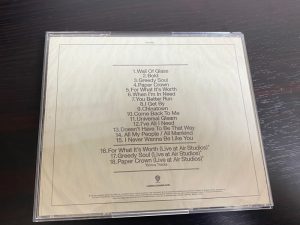 1.Wall Of Glass
2.Bold
3.Greedy Soul
4.Paper Crown
5.For What It's Worth
6.When I'm In Need
7.You Better Run
8.I Get By
9.Chinatown
10.Come Back To Me
11.Universal Gleam
12.I've All I Need
13.Doesn't Have To Be That Way
14.All My People / All Mankind
15.I Never Wanna Be Like You
16.For What It's Worth (Live at Air Studios)*
17.Greedy Soul (Live at Air Studios)*
18.Paper Crown (Live at Air Studios)*
*Bonus Tracks